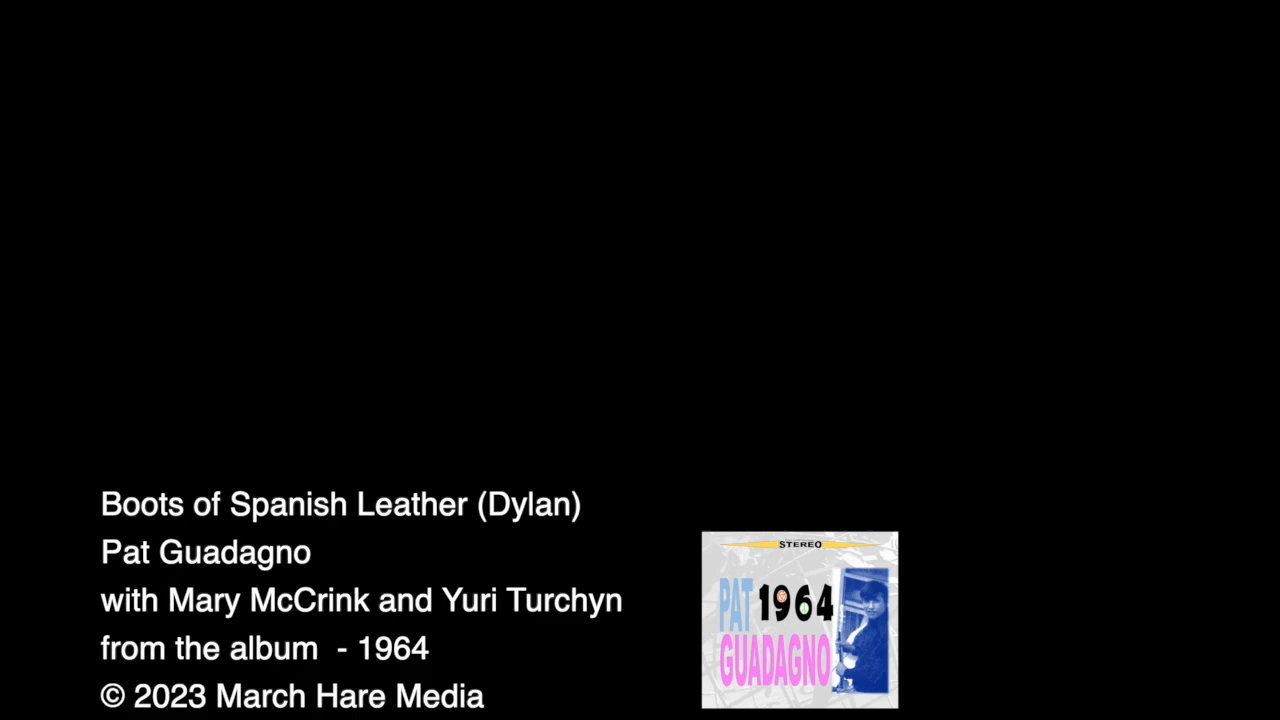 Boots of Spanish Leather (Dylan)
Pat Guadagno
with Mary McCrink and Yuri Turchyn
from the album  - 1964
© 2023 March Hare Media
STEREO
PAT 1964
GUADAGNO